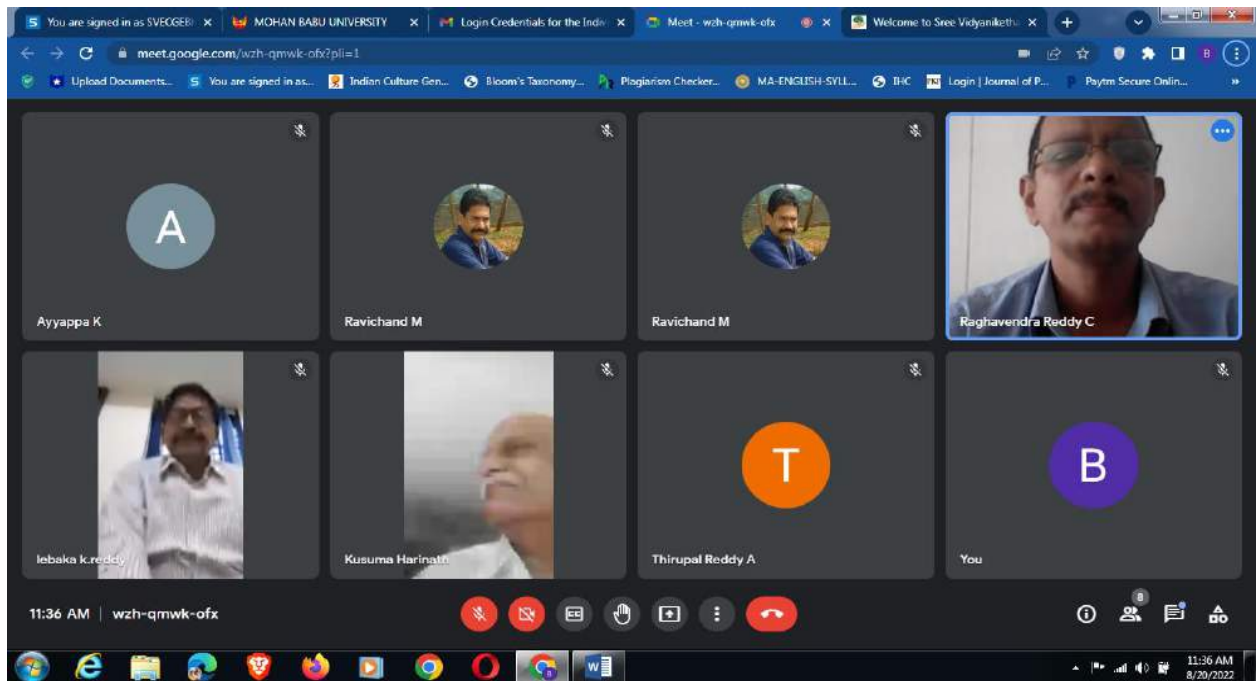 You are signed in as SVECGEB
MOHAN BABU UNIVERSITY
Login Credentials for the Indiv
Meet - wzh-qmwk-ofx
Welcome to Sree Vidyanikethan
meet.google.com/wzh-qmwk-ofx?pli=1
B
Upload Documents...
You are signed in as...
Indian Culture Gen...
Bloom's Taxonomy...
Plagiarism Checker...
MA-ENGLISH-SYLL...
IHC
Login | Journal of P...
Paytm Secure Onlin...
A
Ayyappa K
Ravichand M
Ravichand M
Raghavendra Reddy C
lebaka k.reddy
Kusuma Harinath
T
Thirupal Reddy A
B
You
11:36 AM | wzh-qmwk-ofx
8
11:36 AM
8/20/2022